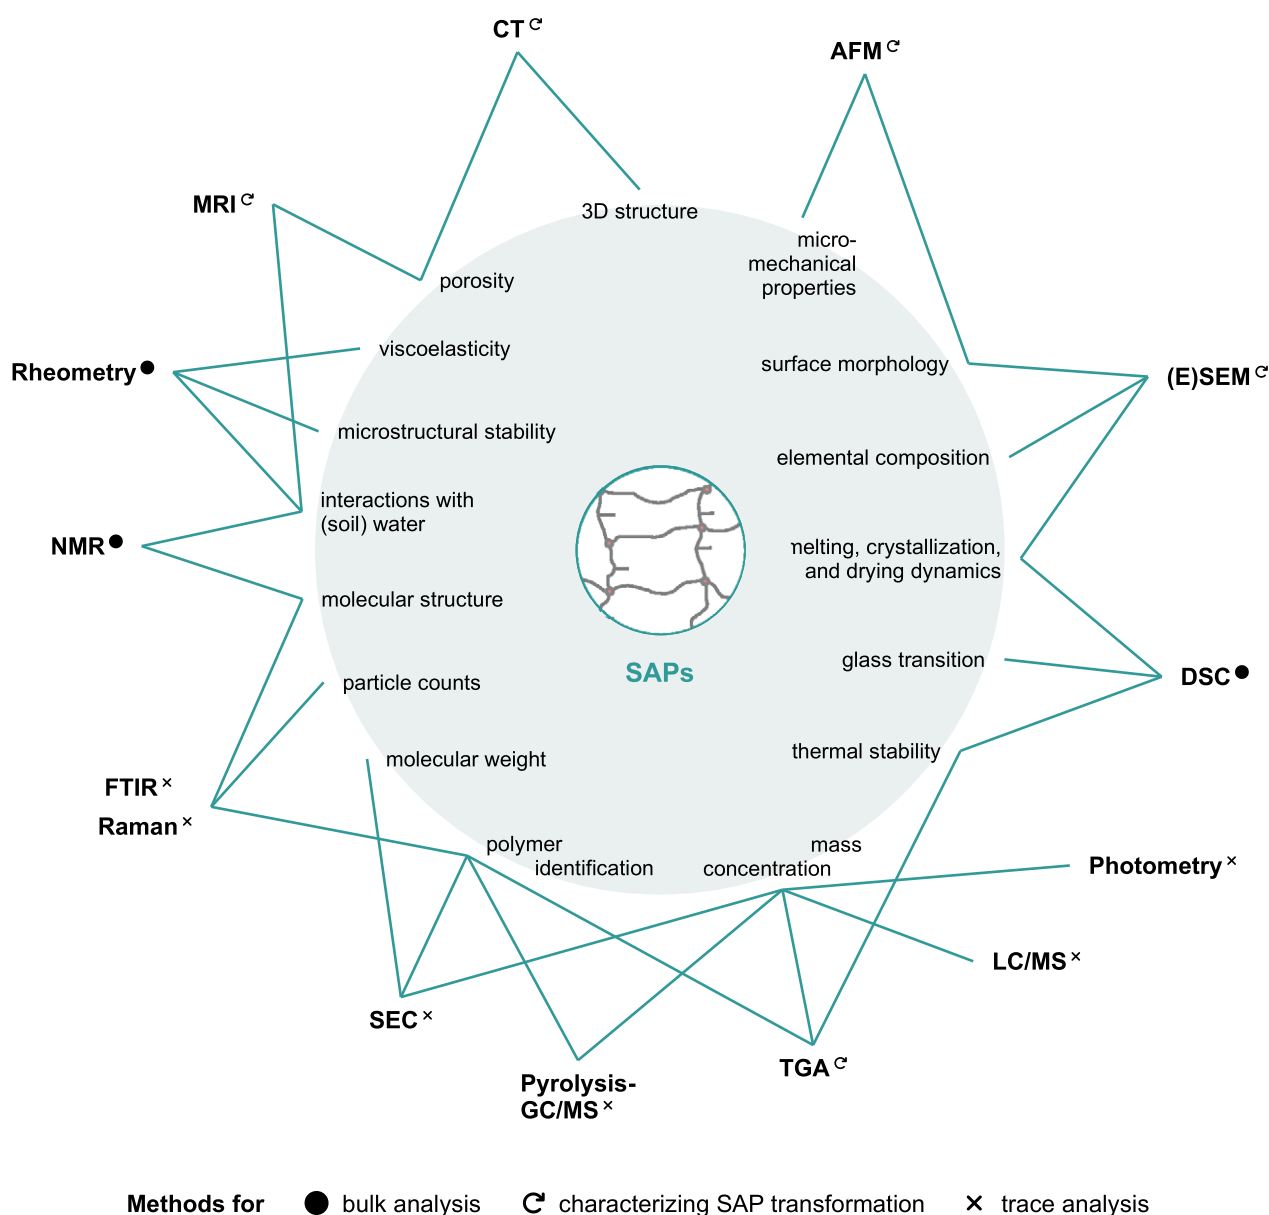 CT
AFM
MRI
3D structure
micro-
mechanical
properties
porosity
viscoelasticity
surface morphology
Rheometry
(E)SEM
microstructural stability
elemental composition
interactions with
(soil) water
NMR
melting, crystallization,
and drying dynamics
molecular structure
glass transition
SAPs
DSC
particle counts
thermal stability
molecular weight
FTIR ×
Raman ×
polymer
identification
mass
concentration
Photometry ×
LC/MS ×
SEC ×
TGA
Pyrolysis-
GC/MS ×
Methods for ● bulk analysis characterizing SAP transformation × trace analysis